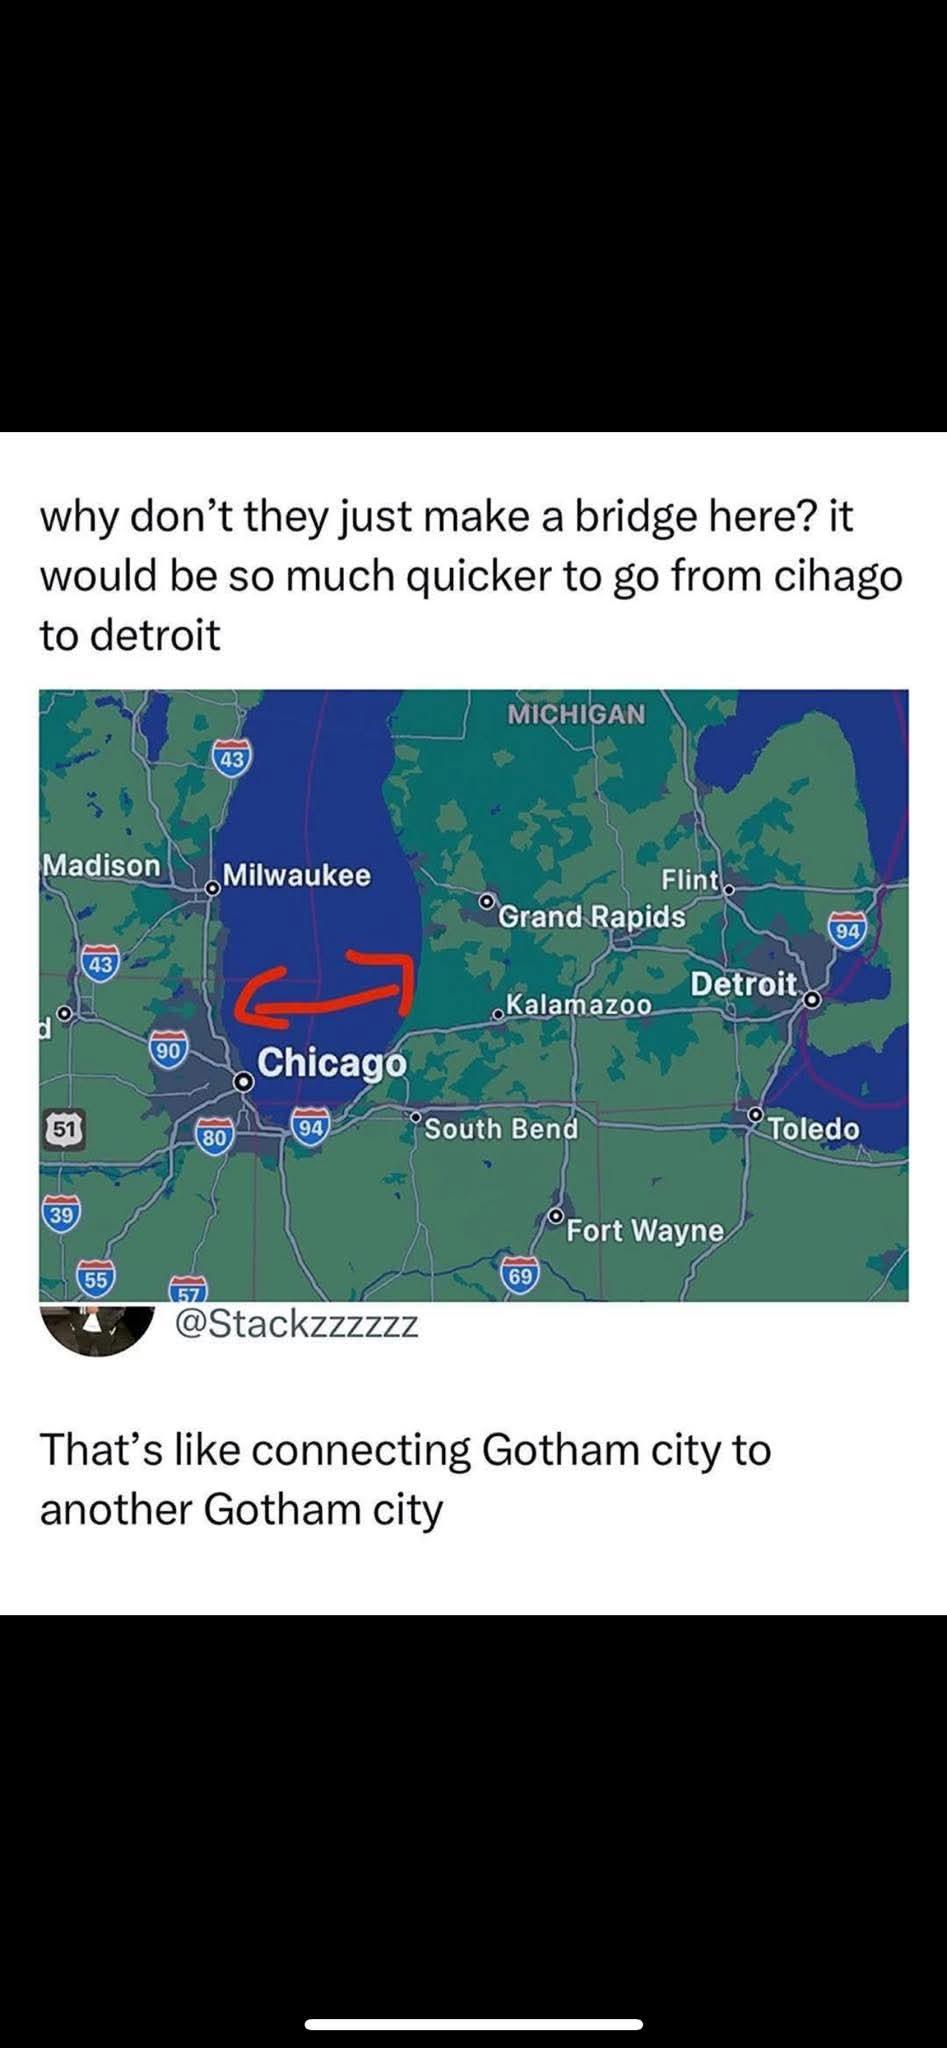 why don't they just make a bridge here? it
would be so much quicker to go from cihago
to detroit
MICHIGAN
43
Madison
Milwaukee
Flint
Grand Rapids
94
43
Detroit
Kalamazoo
d
90
Chicago
51
80
94
South Bend
Toledo
39
Fort Wayne
55
57
69
@Stackzzzzzz
That's like connecting Gotham city to
another Gotham city